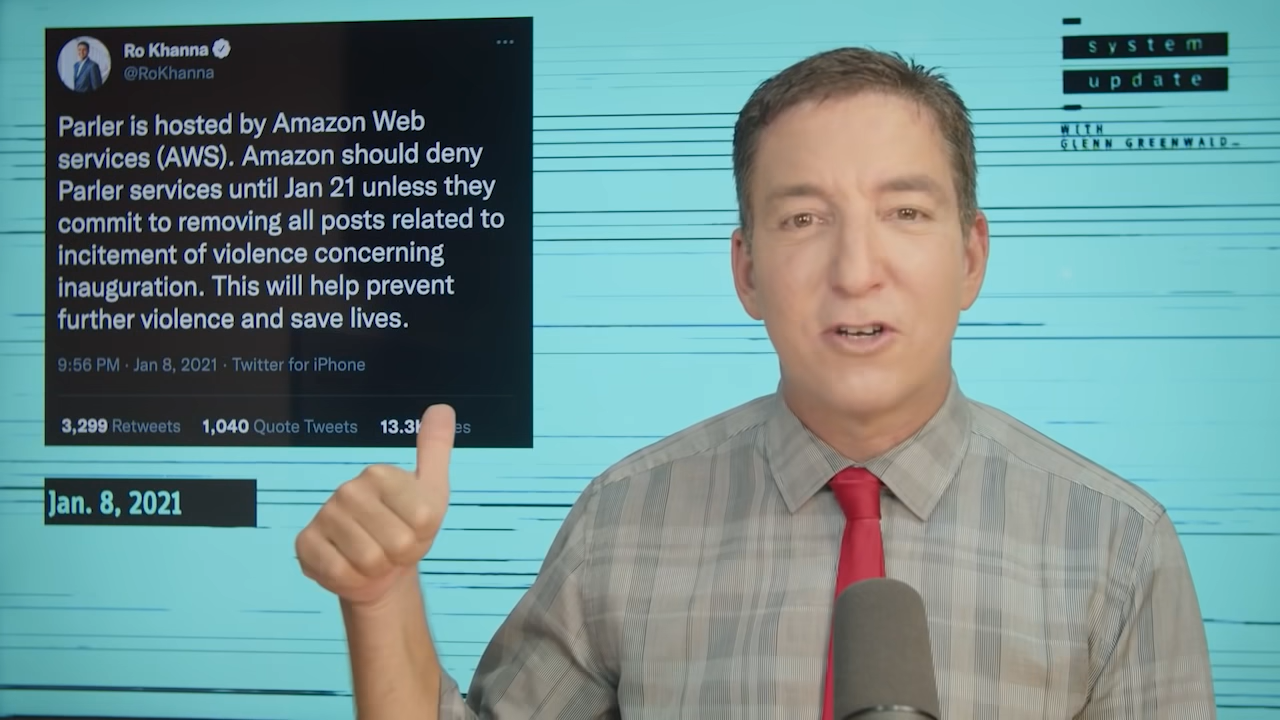 Ro Khanna
@RoKhanna
Parler is hosted by Amazon Web
services (AWS). Amazon should deny
Parler services until Jan 21 unless they
commit to removing all posts related to
incitement of violence concerning
inauguration. This will help prevent
further violence and save lives.
9:56 PM · Jan 8, 2021 · Twitter for iPhone
3,299 Retweets 1,040 Quote Tweets 13.3
Jan. 8, 2021
system
update
WITH
GLENN GREENWALD